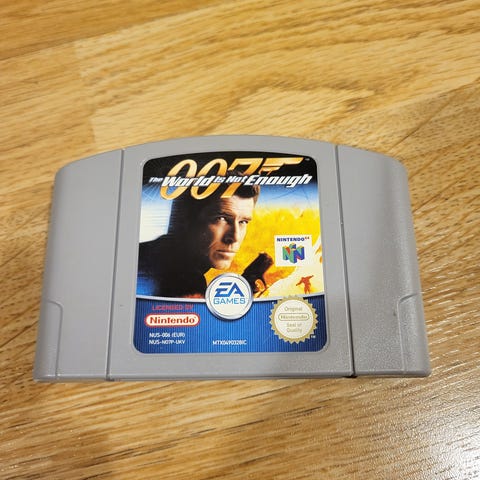 007
The World is Not Enough
NINTENDO 64
N
EA
GAMES
LICENSED BY
Nintendo
NUS-006 (EUR)
NUS-NO7P-UKV
MTX0490328IC
Original
Nintendo
Seal of
Quality